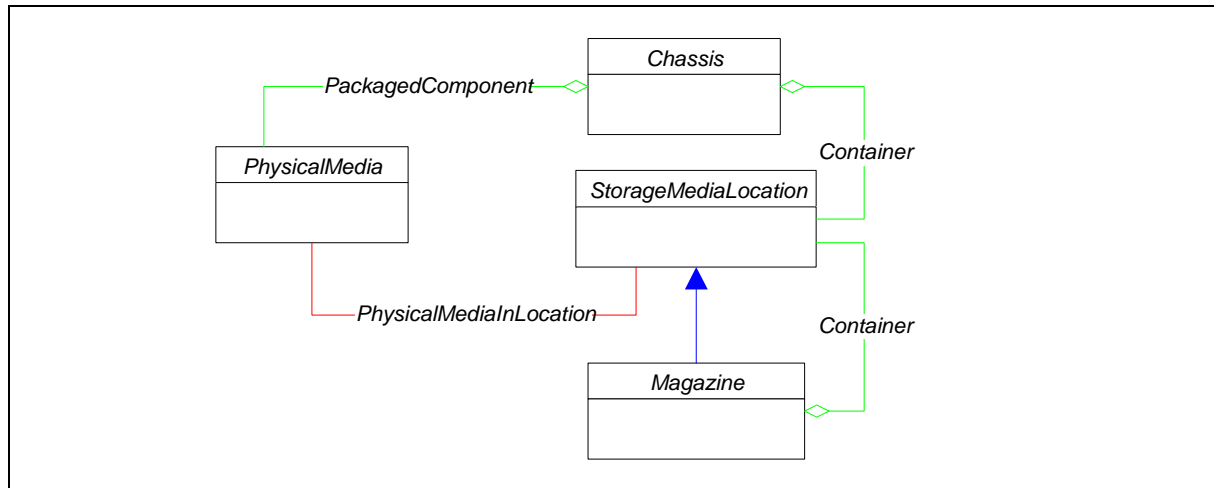 Chassis
PackagedComponent
Container
PhysicalMedia
StorageMediaLocation
PhysicalMediaInLocation
Container
Magazine